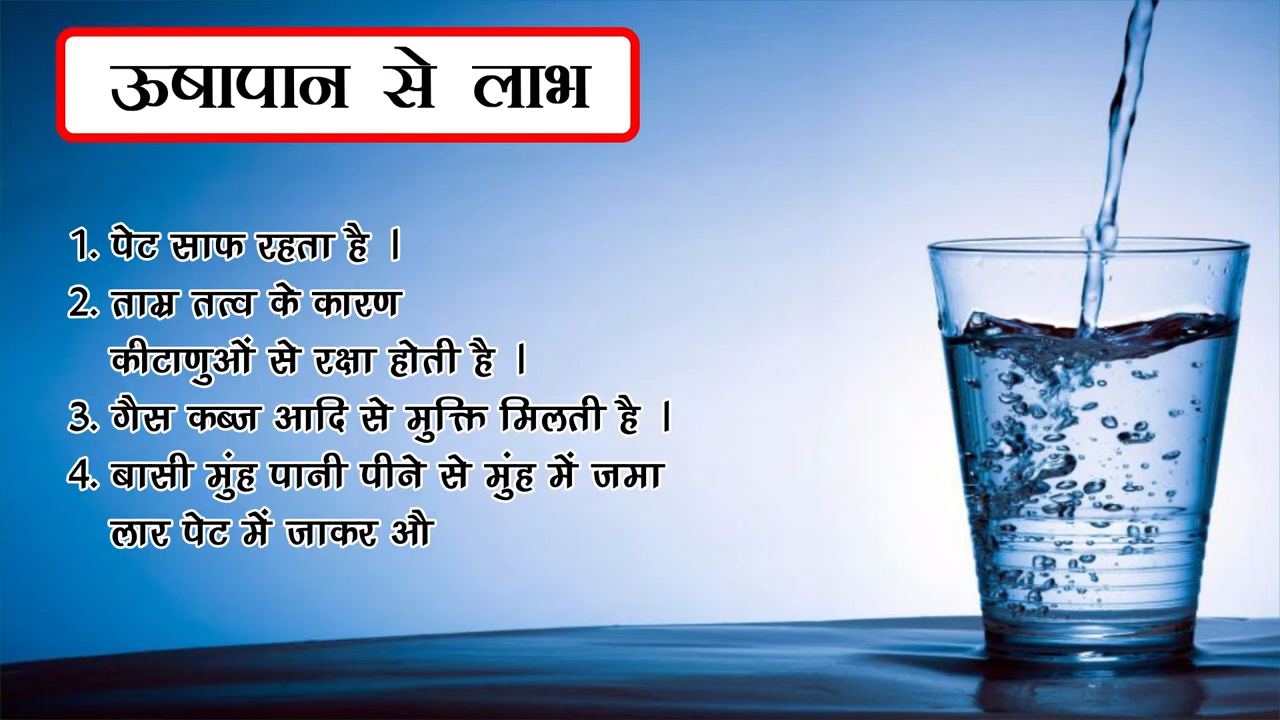 ऊषापान से लाभ
1. पेट साफ रहता है ।
2. ताम्र तत्व के कारण
कीटाणुओं से रक्षा होती है ।
3. गैस कब्ज आदि से मुक्ति मिलती है ।
4. बासी मुंह पानी पीने से मुंह में जमा
लार पेट में जाकर औ